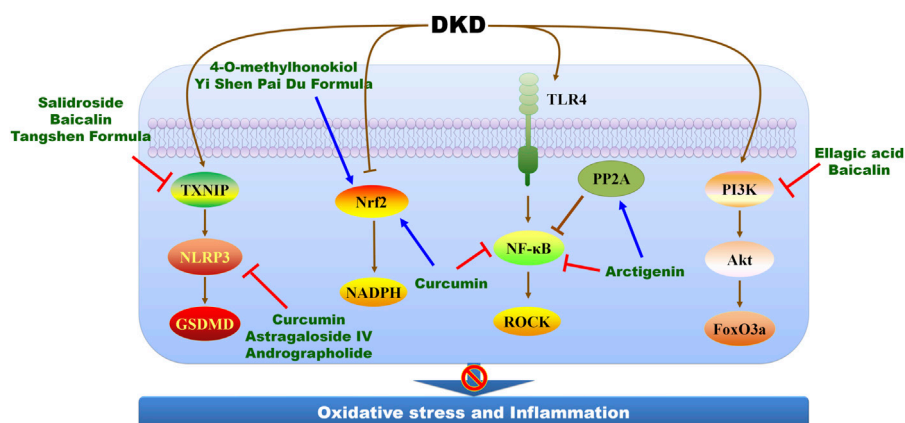 DKD
4-O-methylhonokiol
Yi Shen Pai Du Formula
TLR4
Salidroside
Baicalin
Tangshen Formula
Ellagic acid
Baicalin
TXNIP
Nrf2
PP2A
PI3K
NLRP3
NF-κB
Akt
Curcumin
Arctigenin
NADPH
GSDMD
Curcumin
Astragaloside IV
Andrographolide
ROCK
FoxO3a
Oxidative stress and Inflammation